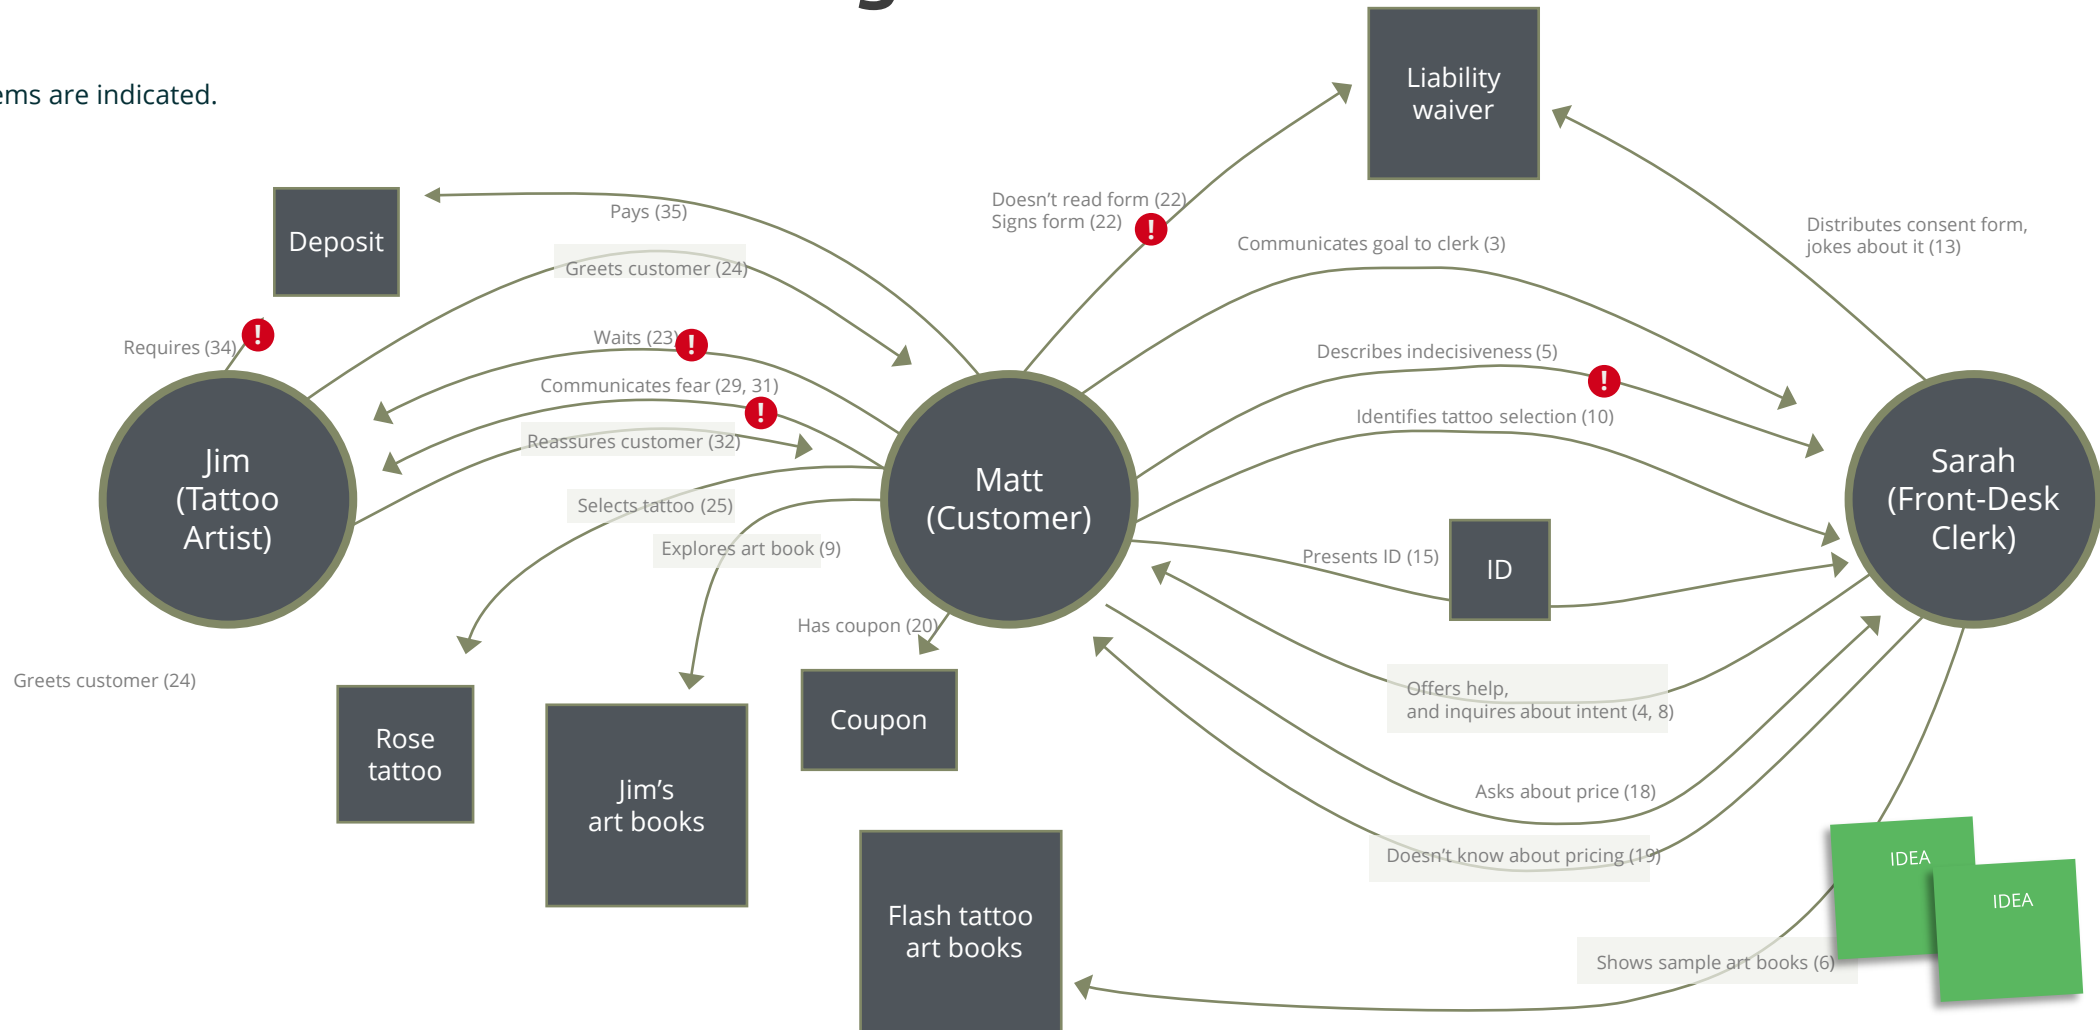 ems are indicated.
Liability
waiver
Deposit
Pays (35)
Doesn’t read form (22)
Signs form (22)
!
Distributes consent form,
jokes about it (13)
Communicates goal to clerk (3)
Greets customer (24)
Requires (34)
!
Waits (23)
!
Describes indecisiveness (5)
!
Communicates fear (29, 31)
!
Identifies tattoo selection (10)
Reassures customer (32)
Jim
(Tattoo
Artist)
Matt
(Customer)
Sarah
(Front-Desk
Clerk)
Selects tattoo (25)
Explores art book (9)
Presents ID (15)
ID
Has coupon (20)
Greets customer (24)
Offers help,
and inquires about intent (4, 8)
Rose
tattoo
Coupon
Jim’s
art books
Asks about price (18)
Doesn’t know about pricing (19)
IDEA
IDEA
Flash tattoo
art books
Shows sample art books (6)